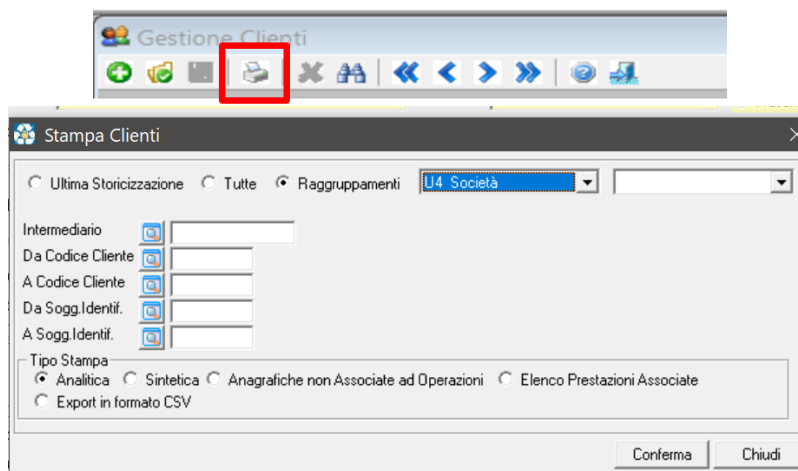 Gestione Clienti
Stampa Clienti
Ultima Storicizzazione Tutte Raggruppamenti U4 Società
Intermediario
Da Codice Cliente
A Codice Cliente
Da Sogg.Identif.
A Sogg.Identif.
Tipo Stampa
Analitica Sintetica Anagrafiche non Associate ad Operazioni Elenco Prestazioni Associate
Export in formato CSV
Conferma Chiudi